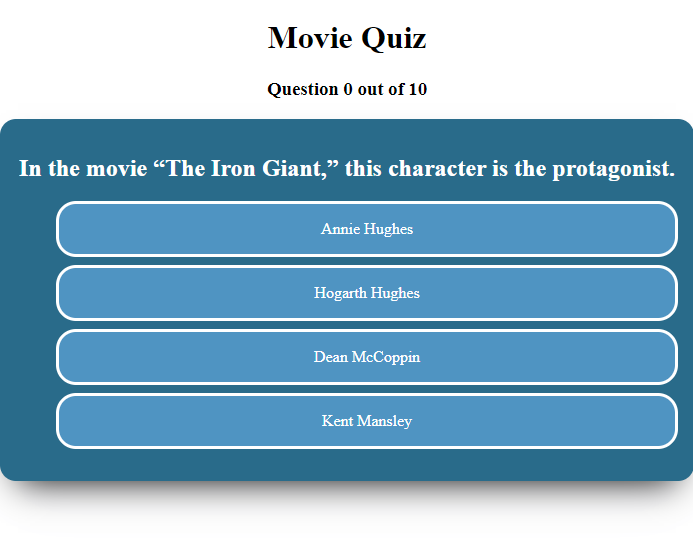 Movie Quiz
Question 0 out of 10
In the movie “The Iron Giant,” this character is the protagonist.
Annie Hughes
Hogarth Hughes
Dean McCoppin
Kent Mansley